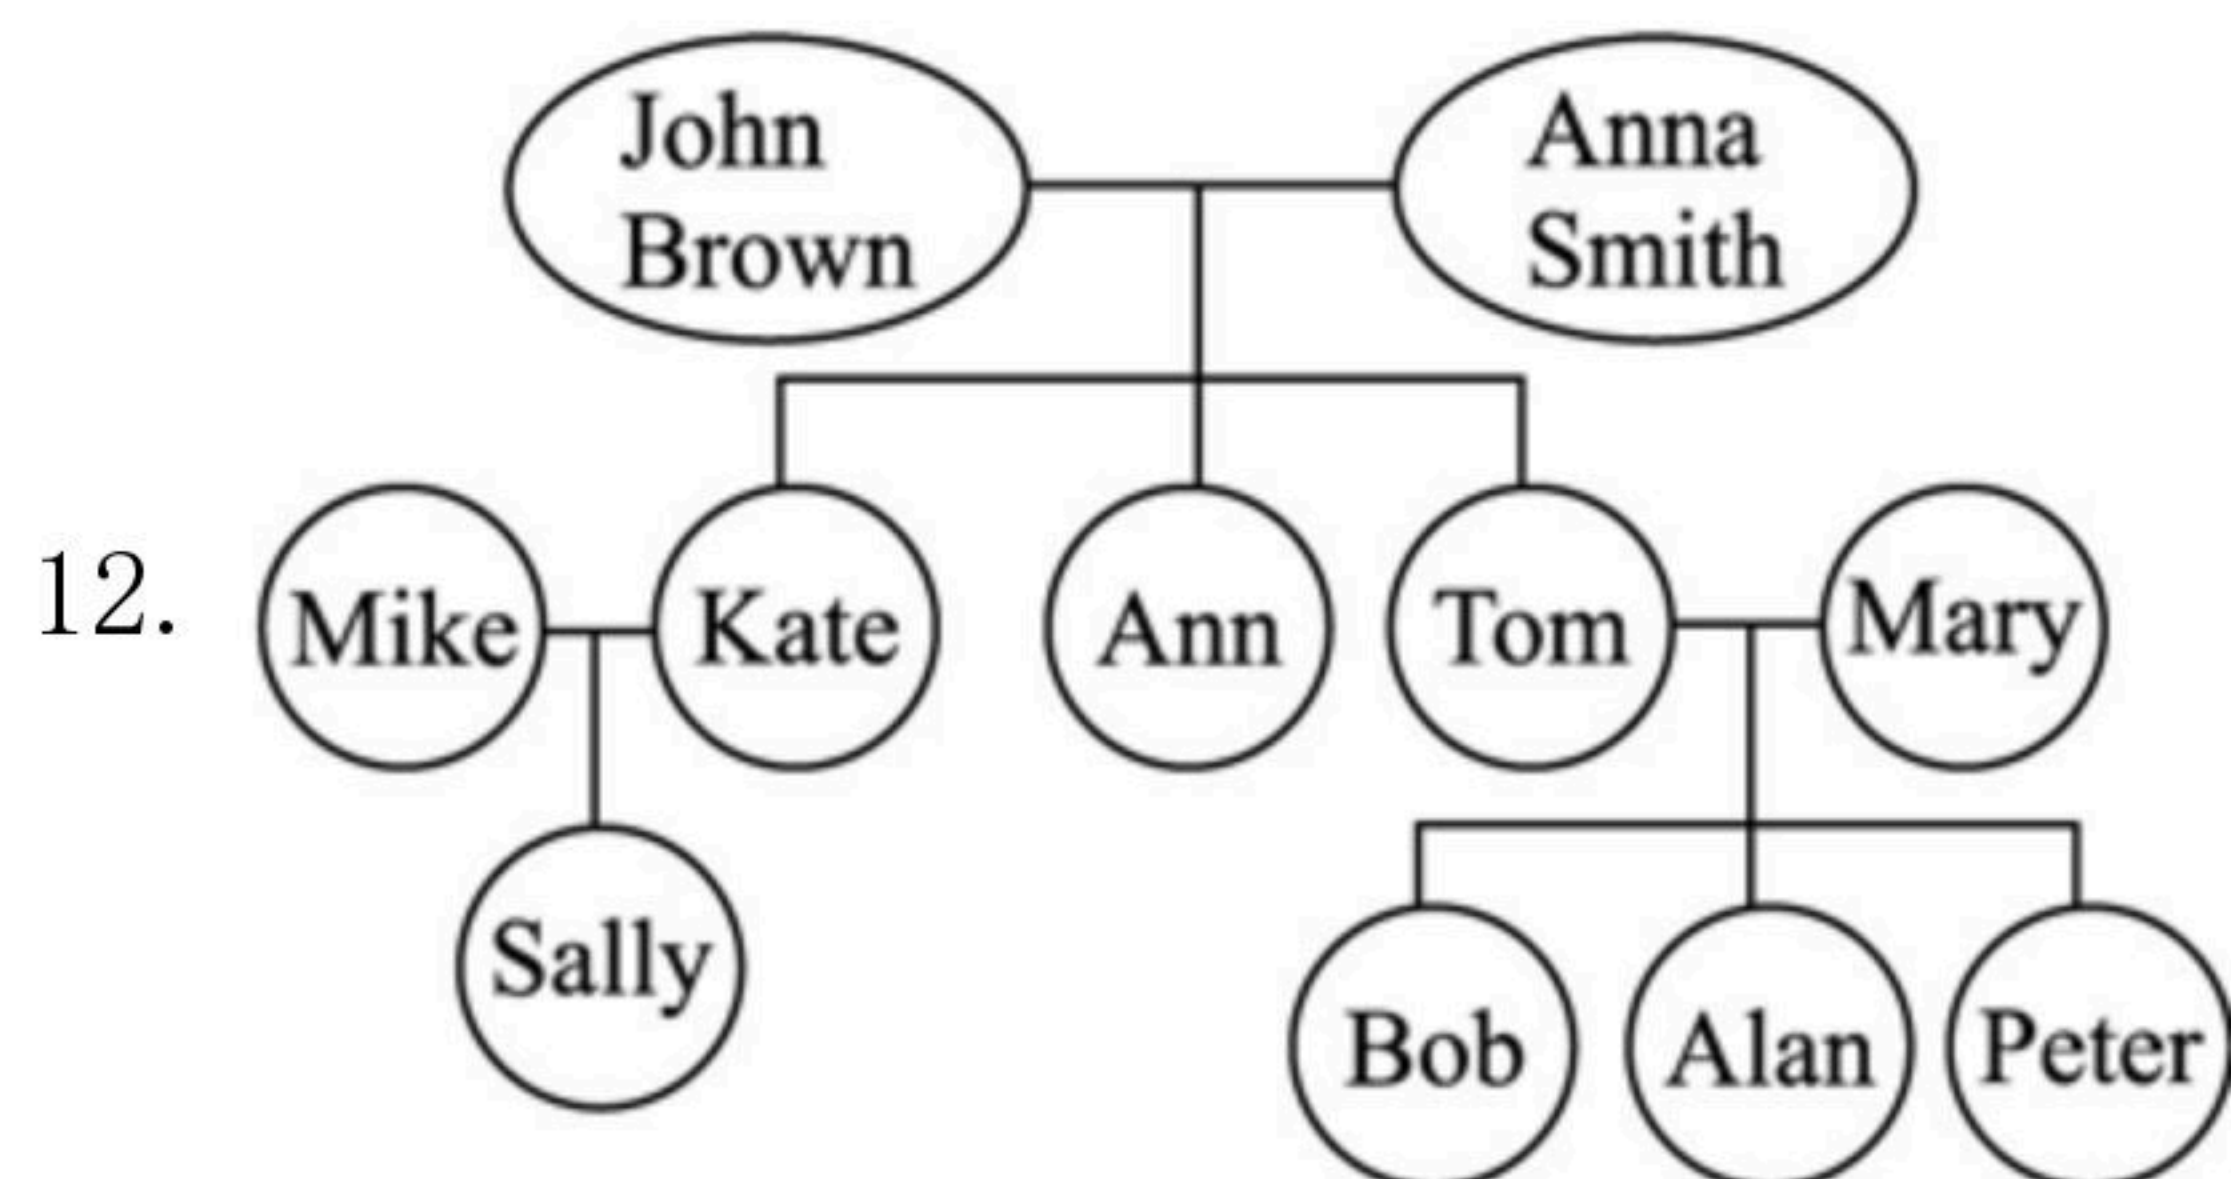 John
Brown
Anna
Smith
12.
Mike
Kate
Ann
Tom
Mary
Sally
Bob
Alan
Peter